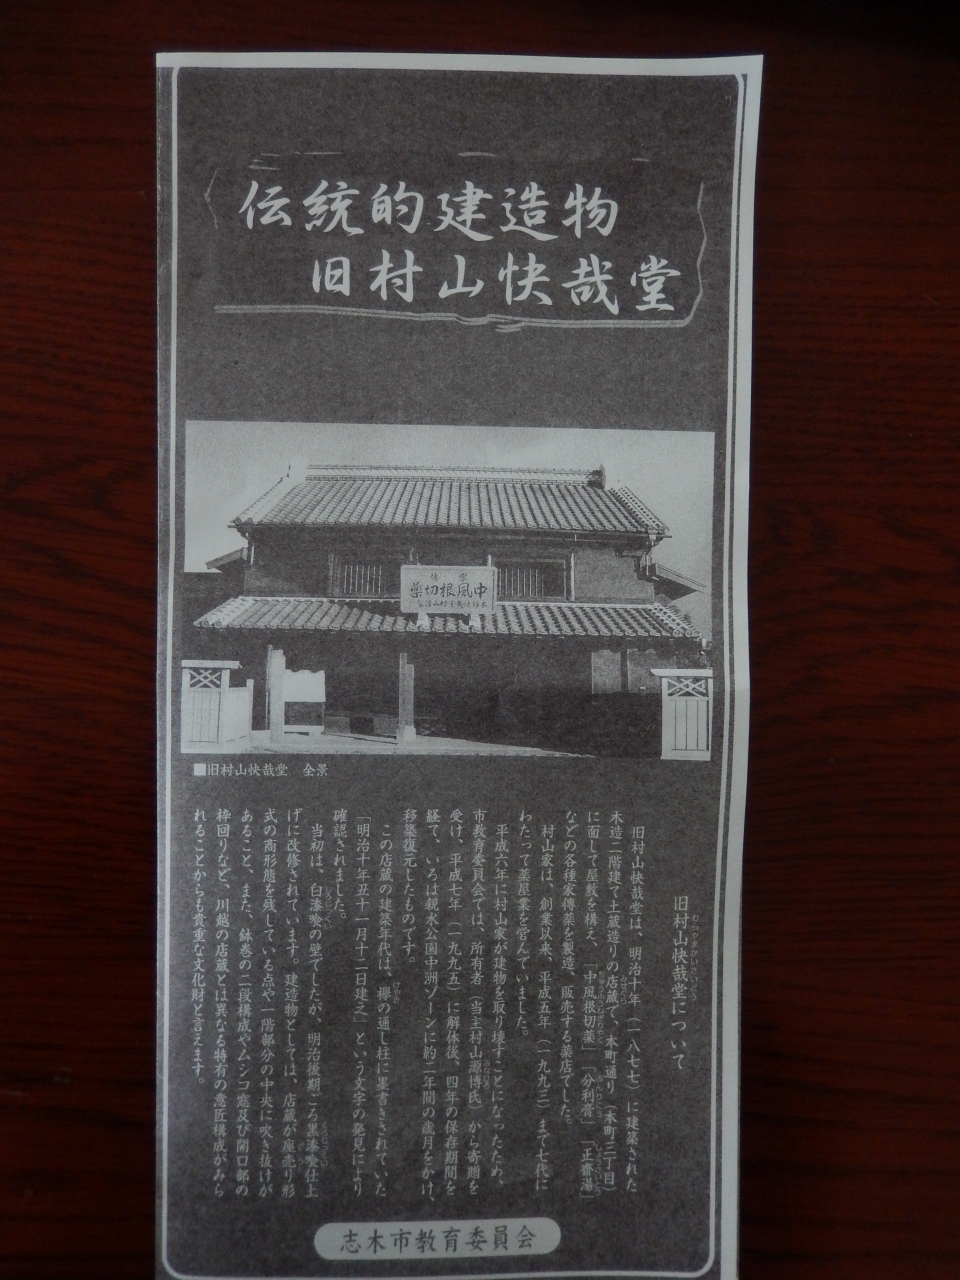 伝統的建造物
旧村山快哉堂
家傳
中風根切薬
■旧村山快哉堂 全景
旧村山快哉堂について
旧村山快哉堂は、明治十年（一八七七）に建築された
木造二階建て土蔵造りの店蔵で、本町通り（本町三丁目）
に面して屋敷を構え、「中風根切薬」「分利膏」「正齋湯」
などの各種家傳薬を製造、販売する薬店でした。
村山家は、創業以来、平成五年（一九九三）まで七代に
わたって薬屋業を営んでいました。
平成六年に村山家が建物を取り壊すことになったため、
市教育委員会では、所有者（当主村山源博氏）から寄贈を
受け、平成七年（一九九五）に解体後、四年の保存期間を
経て、いろは親水公園中洲ゾーンに約二年間の歳月をかけ、
移築復元したものです。
この店蔵の建築年代は、欅の通し柱に墨書きされていた
「明治十年丑十一月十二日建之」という文字の発見により
確認されました。
当初は、白漆喰の壁でしたが、明治後期ごろ黒漆喰仕上
げに改修されています。建造物としては、店蔵が座売り形
式の商形態を残している点や一階部分の中央に吹き抜けが
あること、また、鉢巻の二段構成やムシコ窓及び開口部の
枠回りなど、川越の店蔵とは異なる特有の意匠構成がみら
れることからも貴重な文化財と言えます。
志木市教育委員会